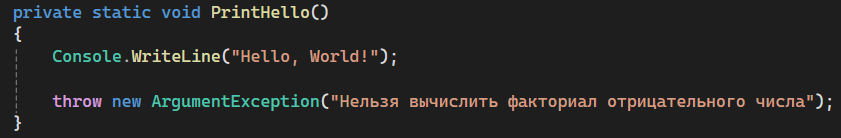 private static void PrintHello()
{
Console.WriteLine("Hello, World!");
throw new ArgumentException("Нельзя вычислить факториал отрицательного числа");
}